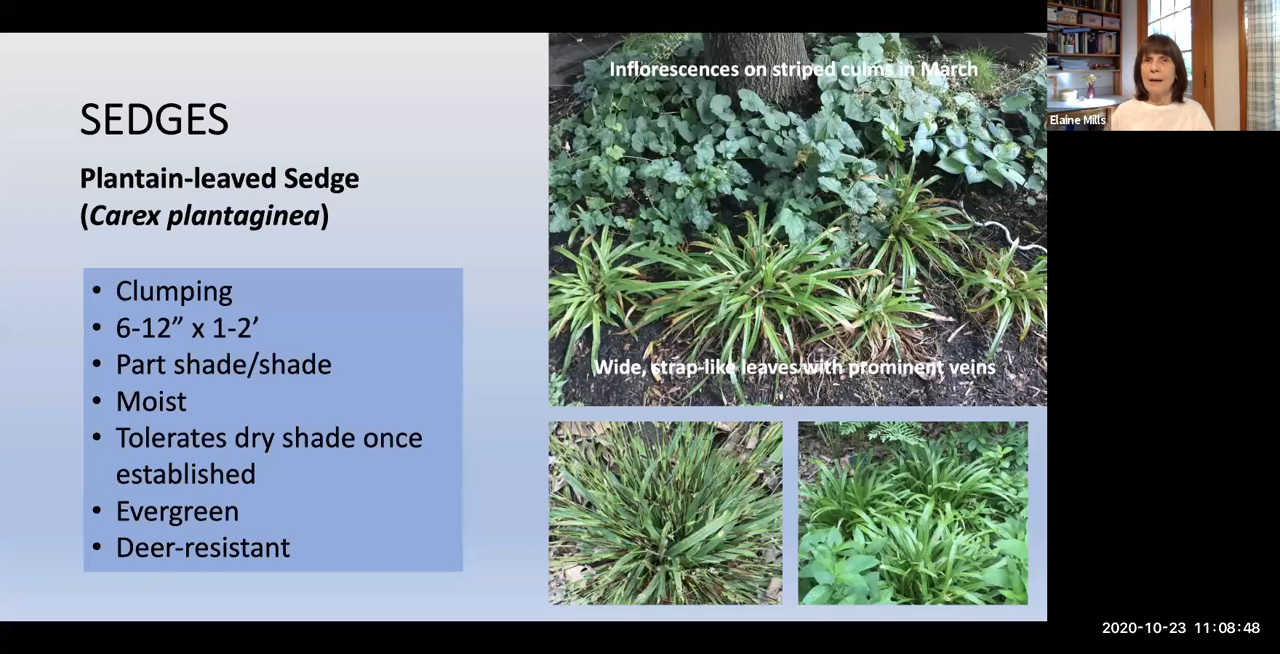 SEDGES
Plantain-leaved Sedge
(Carex plantaginea)
• Clumping
• 6-12” x 1-2’
• Part shade/shade
• Moist
• Tolerates dry shade once
established
• Evergreen
• Deer-resistant
Inflorescences on striped culms in March
Wide, strap-like leaves with prominent veins
Elaine Mills
2020-10-23 11:08:48